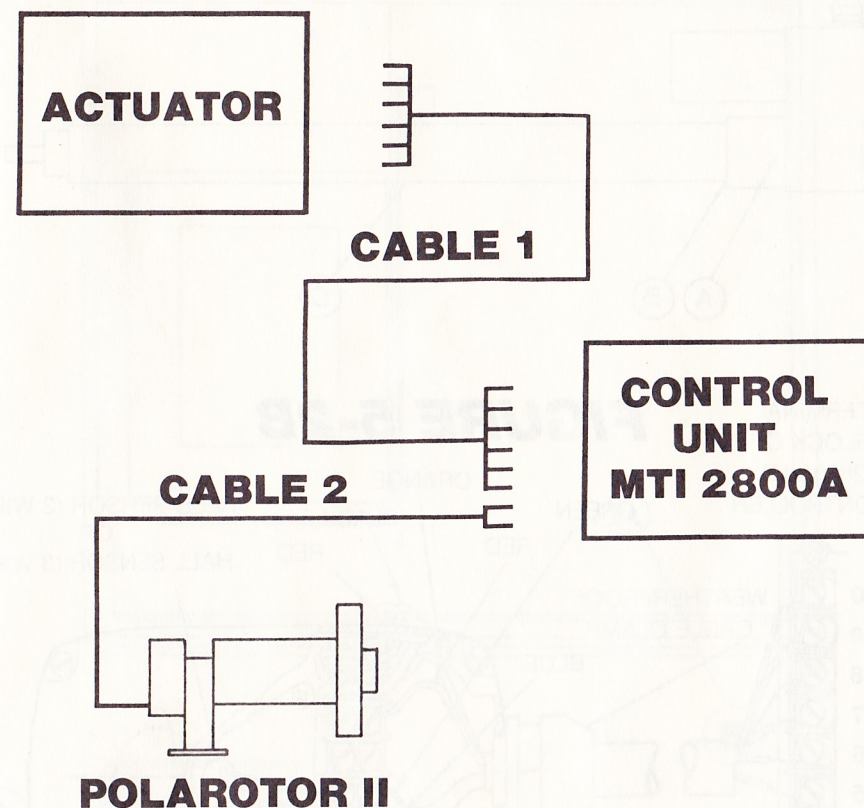 ACTUATOR
CABLE 1
CONTROL
UNIT
MTI 2800A
CABLE 2
POLAROTOR II